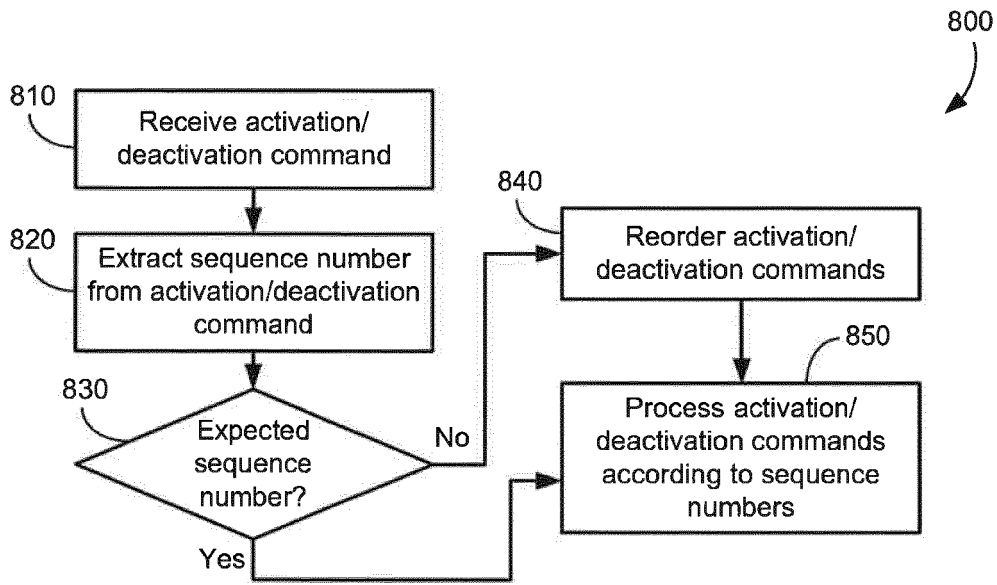 800
810
Receive activation/
deactivation command
820
Extract sequence number
from activation/deactivation
command
830
Expected
sequence
number?
No
Yes
840
Reorder activation/
deactivation commands
850
Process activation/
deactivation commands
according to sequence
numbers